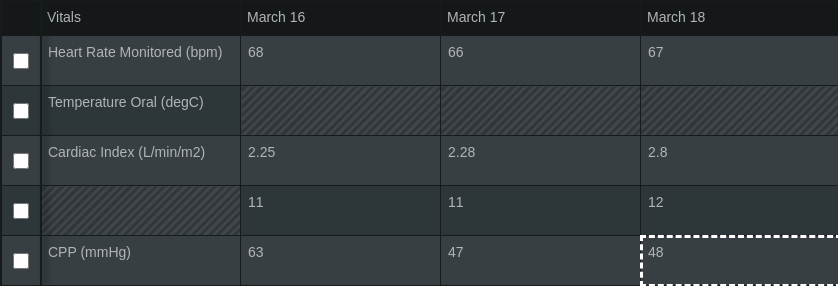 Vitals March 16 March 17 March 18
Heart Rate Monitored (bpm) 68 66 67
Temperature Oral (degC)
Cardiac Index (L/min/m2) 2.25 2.28 2.8
11 11 12
CPP (mmHg) 63 47 48